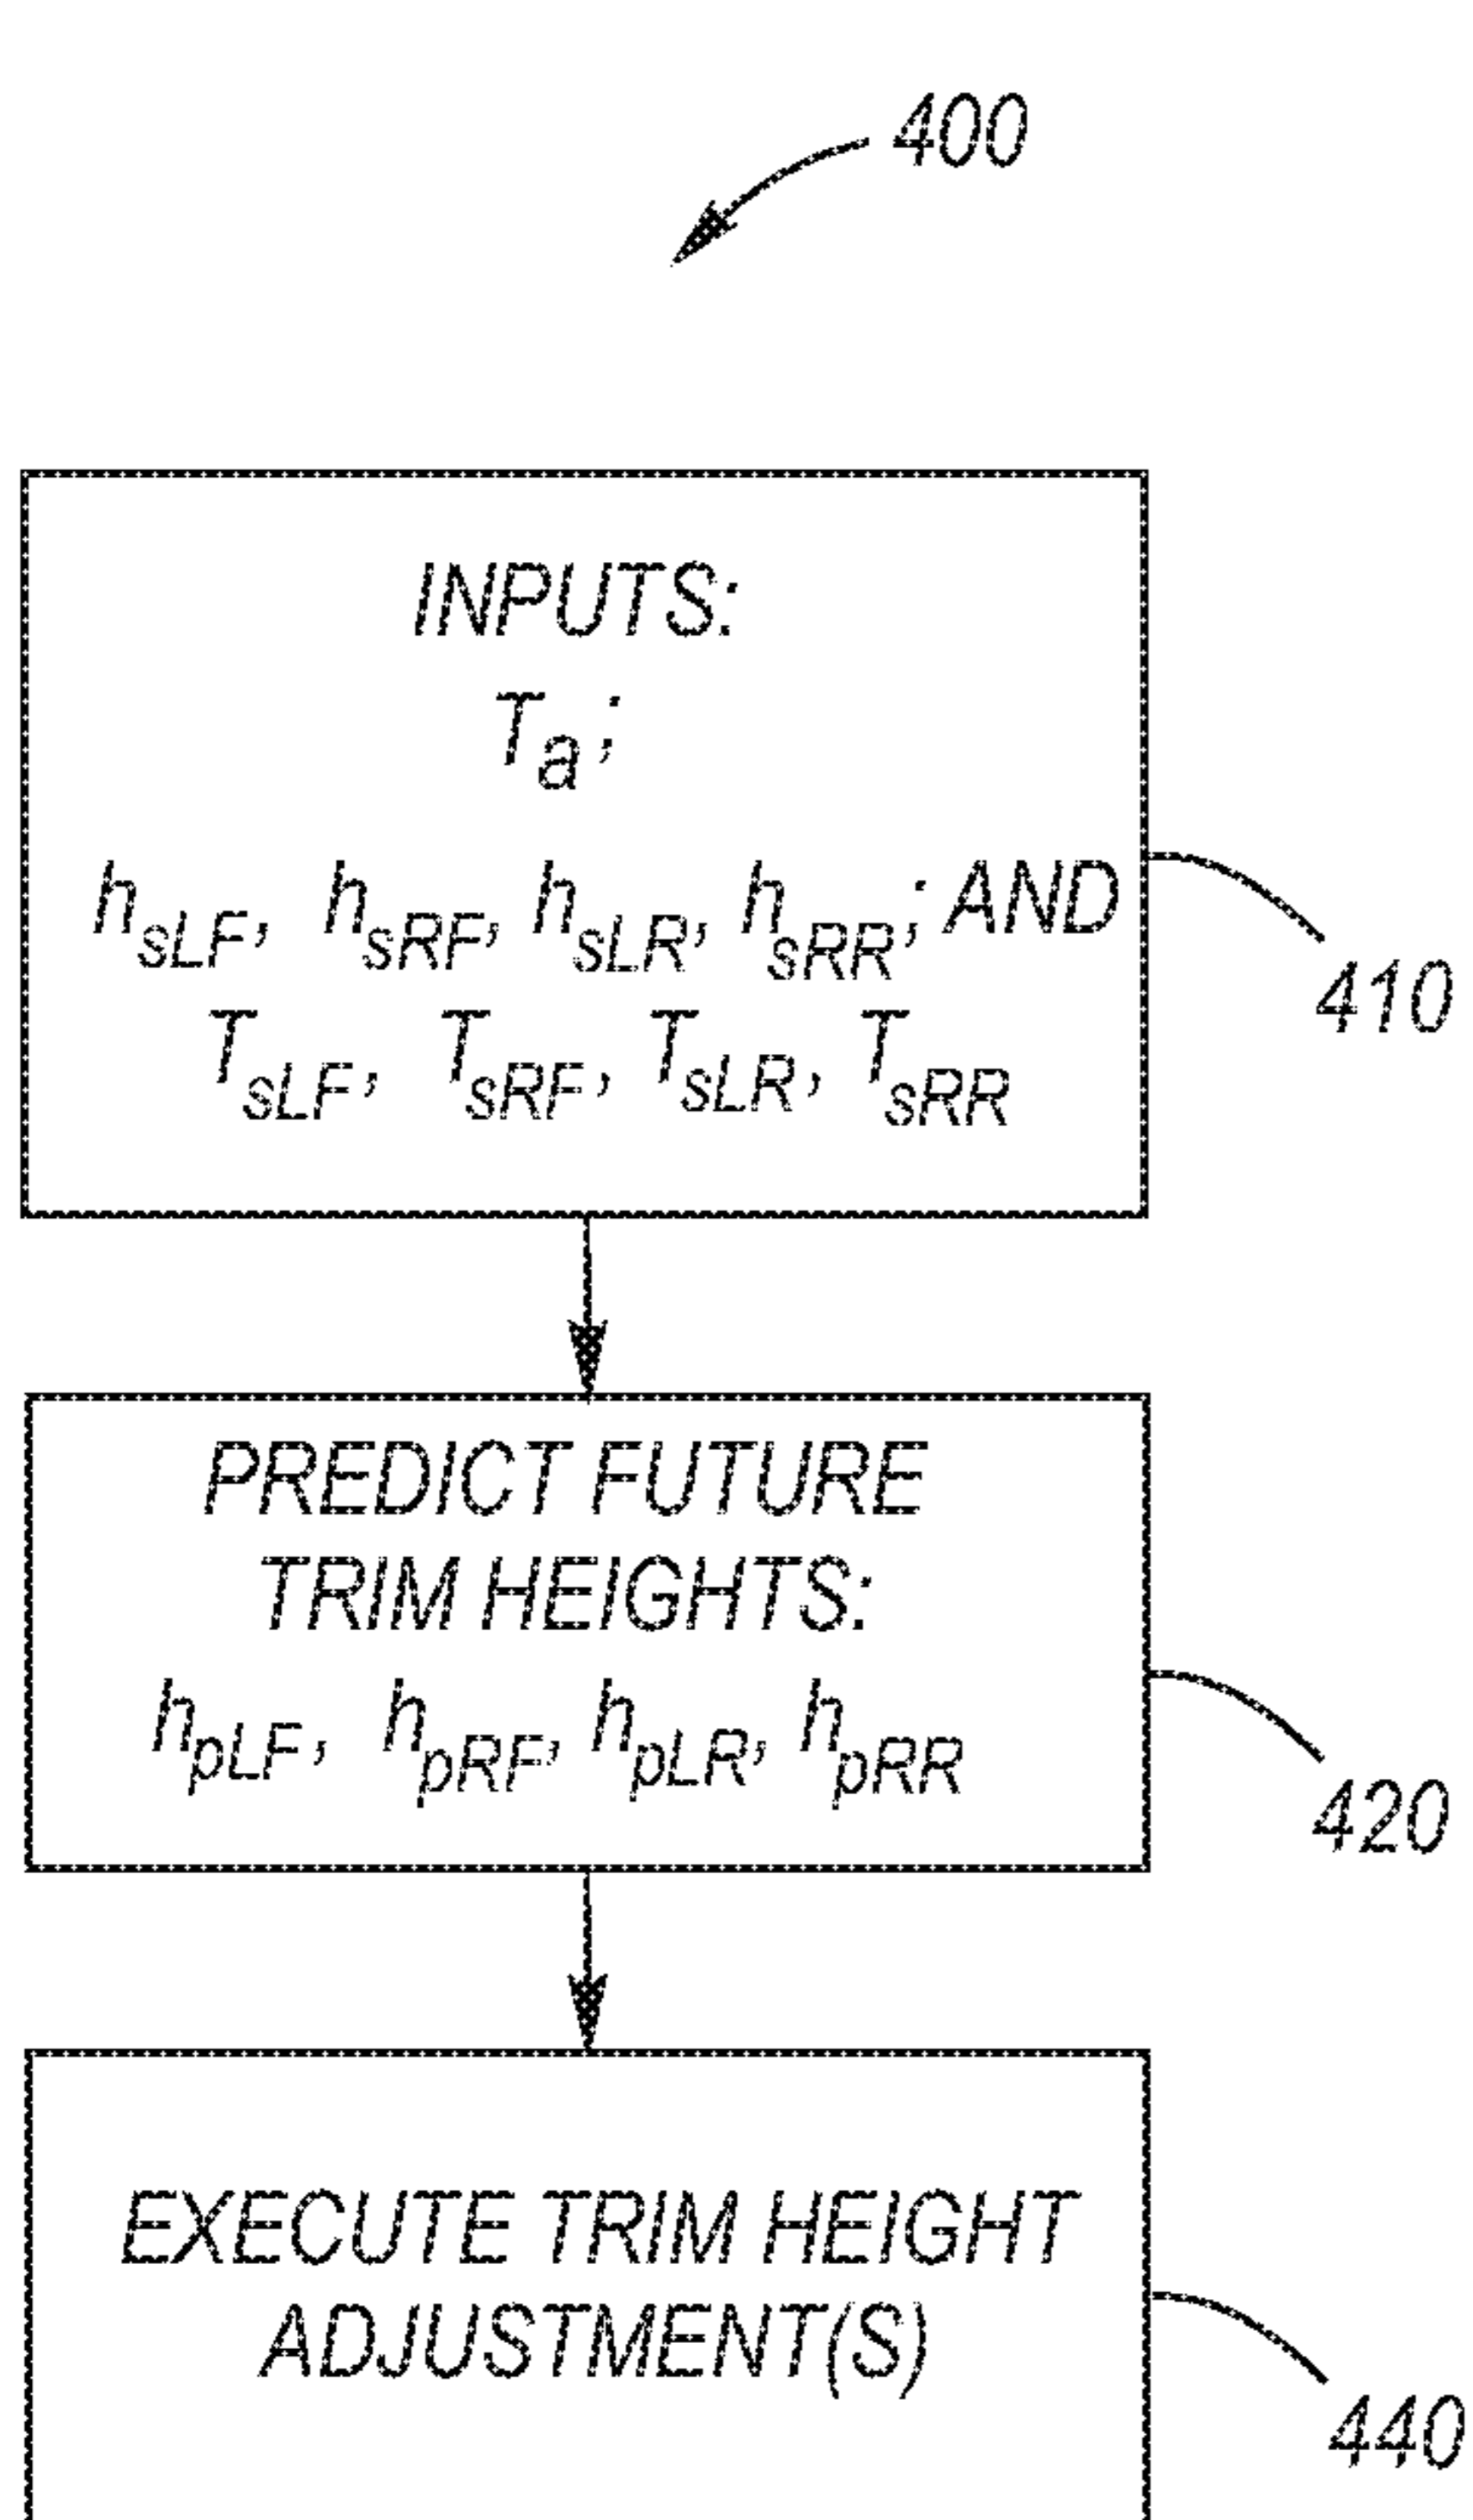 400
INPUTS:
Ta;
hsLF, hsRF, hsLR, hsRR; AND
TsLF, TsRF, TsLR, TsRR
410
PREDICT FUTURE
TRIM HEIGHTS:
hpLF, hpRF, hpLR, hpRR
420
EXECUTE TRIM HEIGHT
ADJUSTMENT(S)
440